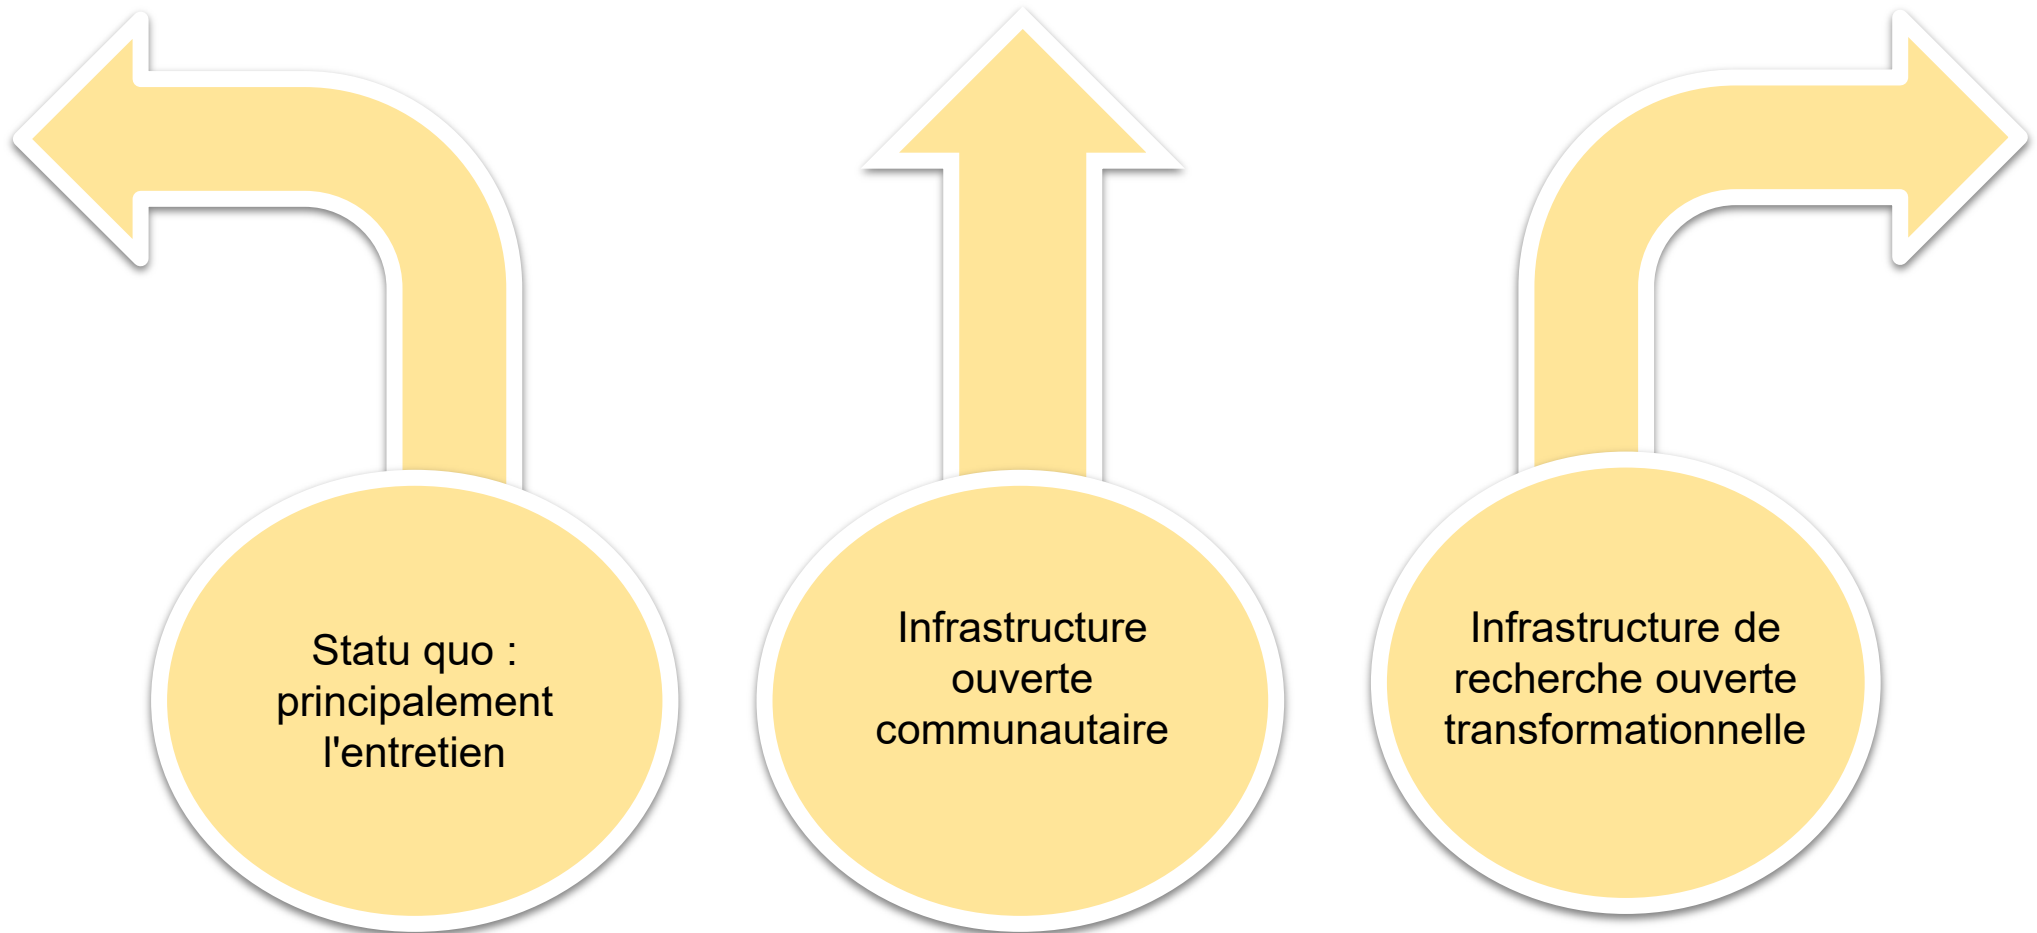 Statu quo :
principalement
l'entretien
Infrastructure
ouverte
communautaire
Infrastructure de
recherche ouverte
transformationnelle